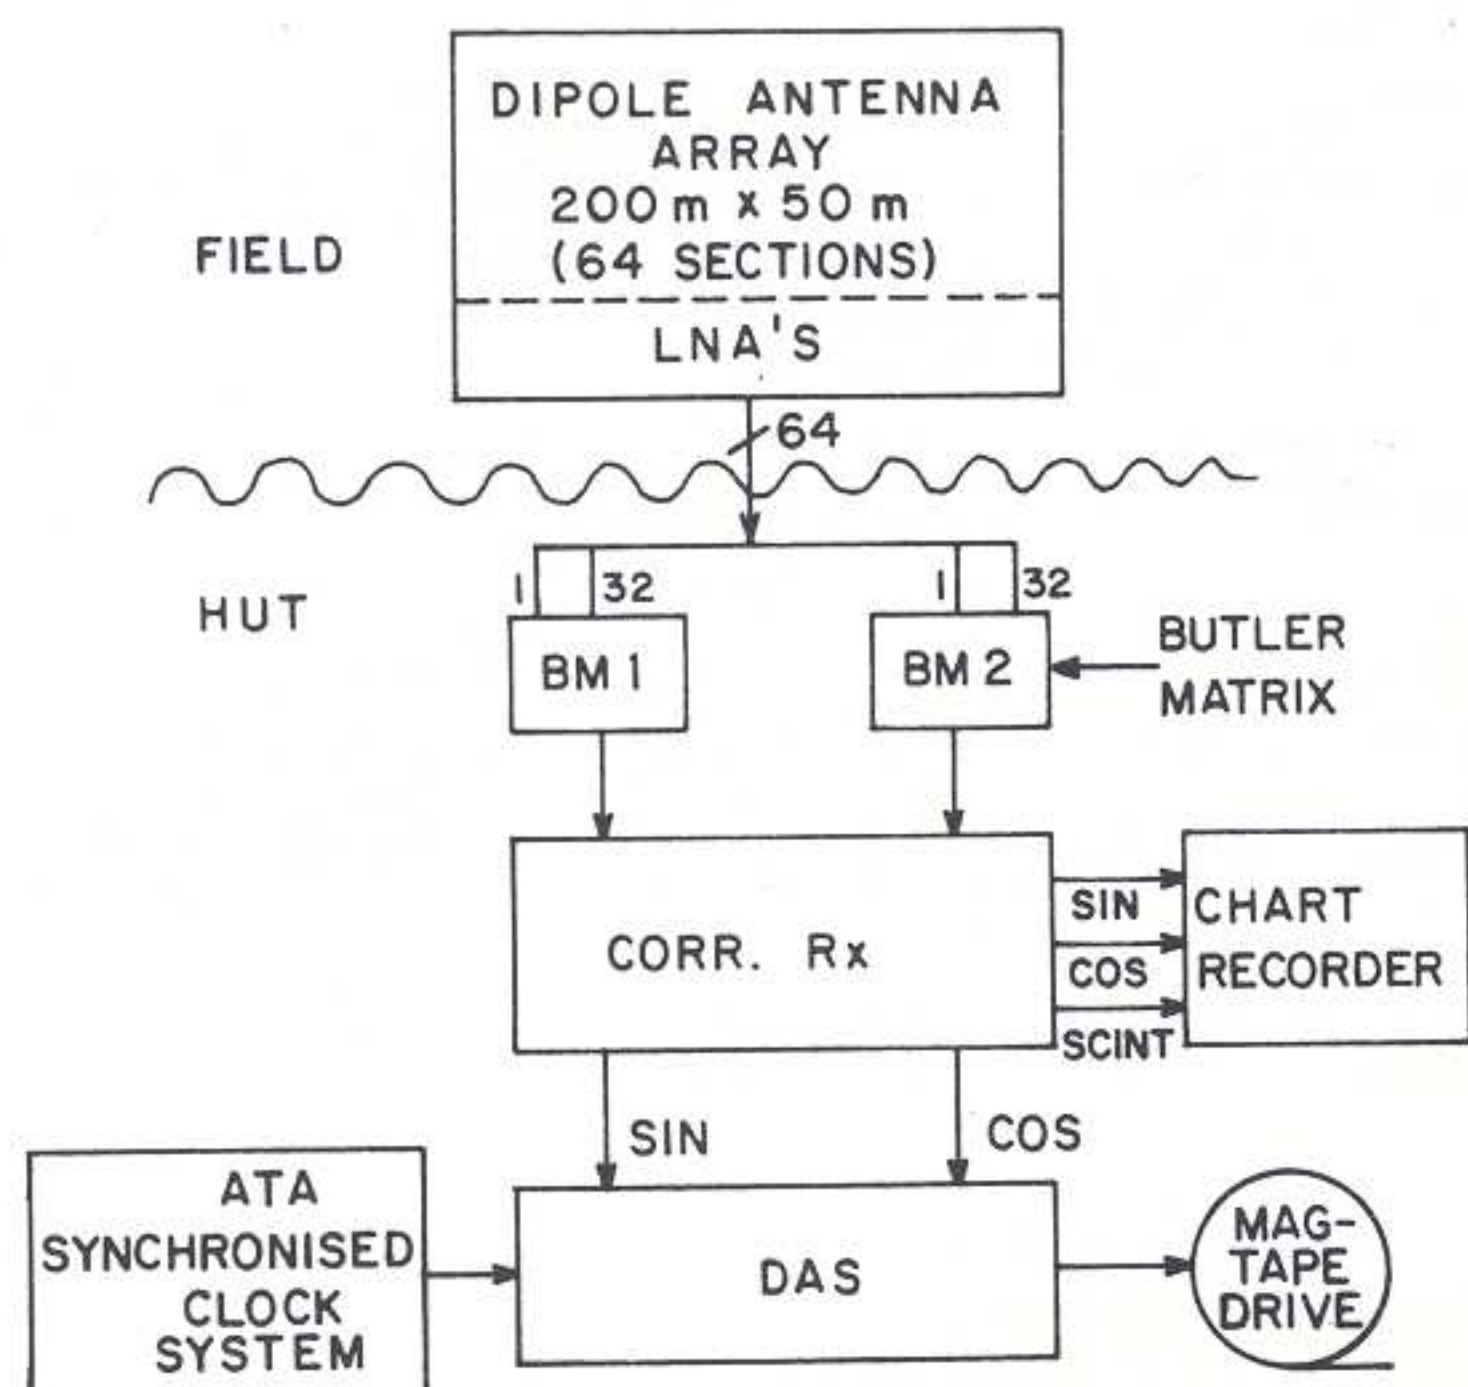 DIPOLE ANTENNA
ARRAY
200 m x 50 m
(64 SECTIONS)
FIELD
LNA'S
64
HUT
1 32
1 32
BM 1
BM 2
BUTLER
MATRIX
CORR. Rx
SIN
COS
SCINT
CHART
RECORDER
SIN
COS
ATA
SYNCHRONISED
CLOCK
SYSTEM
DAS
MAG-
TAPE
DRIVE